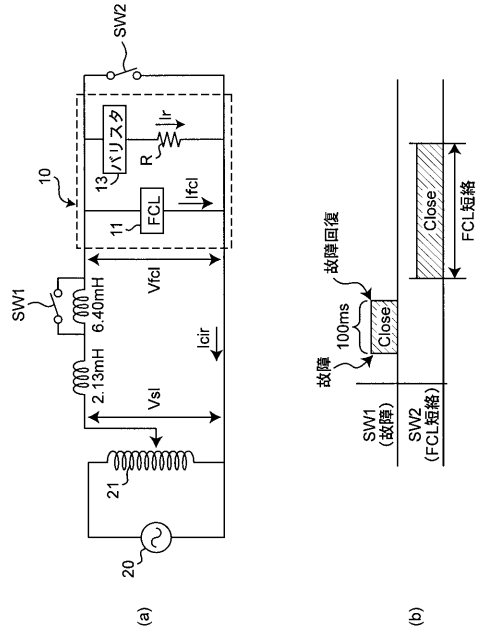 (a)
20
21
Vsl
2.13mH
6.40mH
SW1
Icir
Vfcl
10
11
FCL
Ifcl
13
バリスタ
R
Ir
SW2
(b)
SW1
(故障)
SW2
(FCL短絡)
故障
100ms
故障回復
Close
Close
FCL短絡